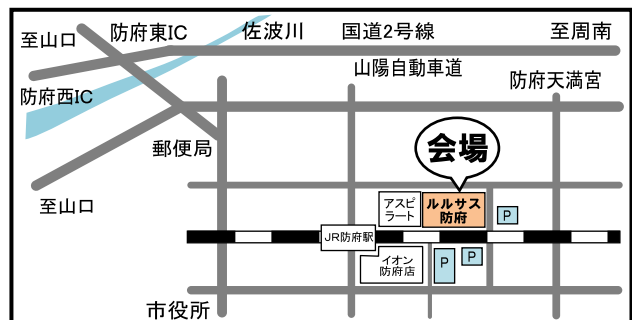 防府東IC
佐波川
国道2号線
至周南
至山口
山陽自動車道
防府天満宮
防府西IC
郵便局
会場
至山口
アスピ
ラート
ルルサス
防府
P
JR防府駅
イオン
防府店
P
P
市役所